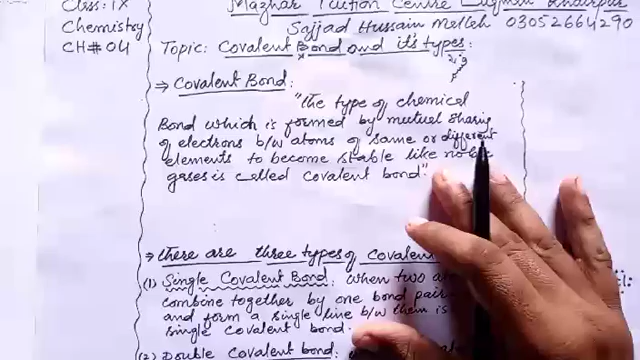 Class: IX
Chemistry
CH# 04
Mazhar Tuition Centre Luqman Khairpur
Sajjad Hussain Melleh 03052664290
Topic: Covalent Bond and it's types:
⇒ Covalent Bond:
"The type of chemical
Bond which is formed by mutual sharing
of electrons b/w atoms of same or different
elements to become stable like noble
gases is called covalent bond."
⇒ There are three types of covalent
(1) Single Covalent Bond: when two
combine together by one bond pair
and form a single line b/w them is
single covalent bond.
(2) Double Covalent bond: